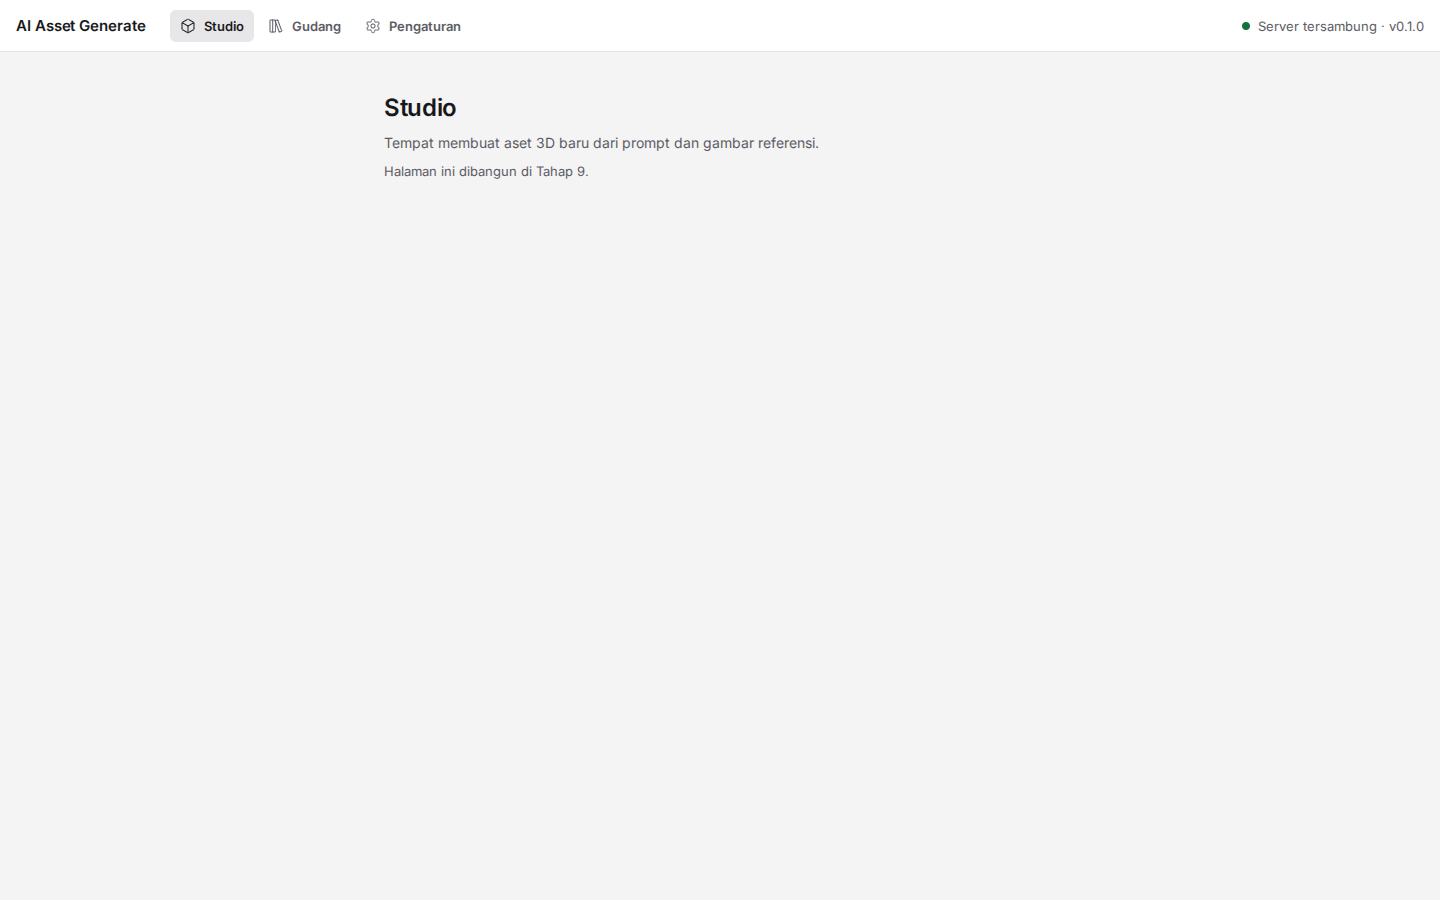 AI Asset Generate
Studio
Gudang
Pengaturan
Server tersambung · v0.1.0
Studio
Tempat membuat aset 3D baru dari prompt dan gambar referensi.
Halaman ini dibangun di Tahap 9.